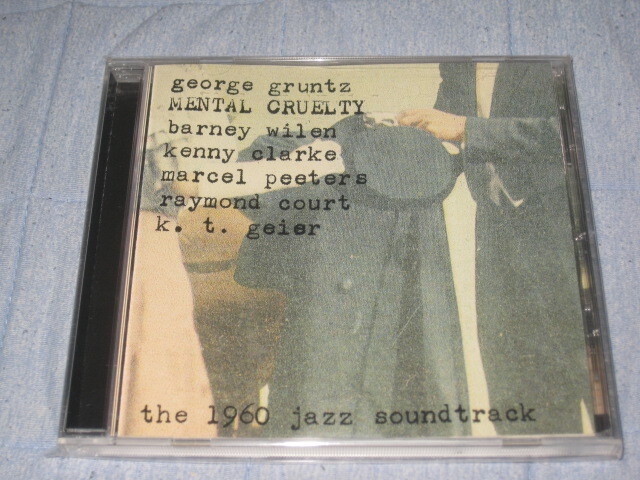 george gruntz
MENTAL CRUELTY
barney wilen
kenny clarke
marcel peeters
raymond court
k. t. geier
the 1960 jazz soundtrack